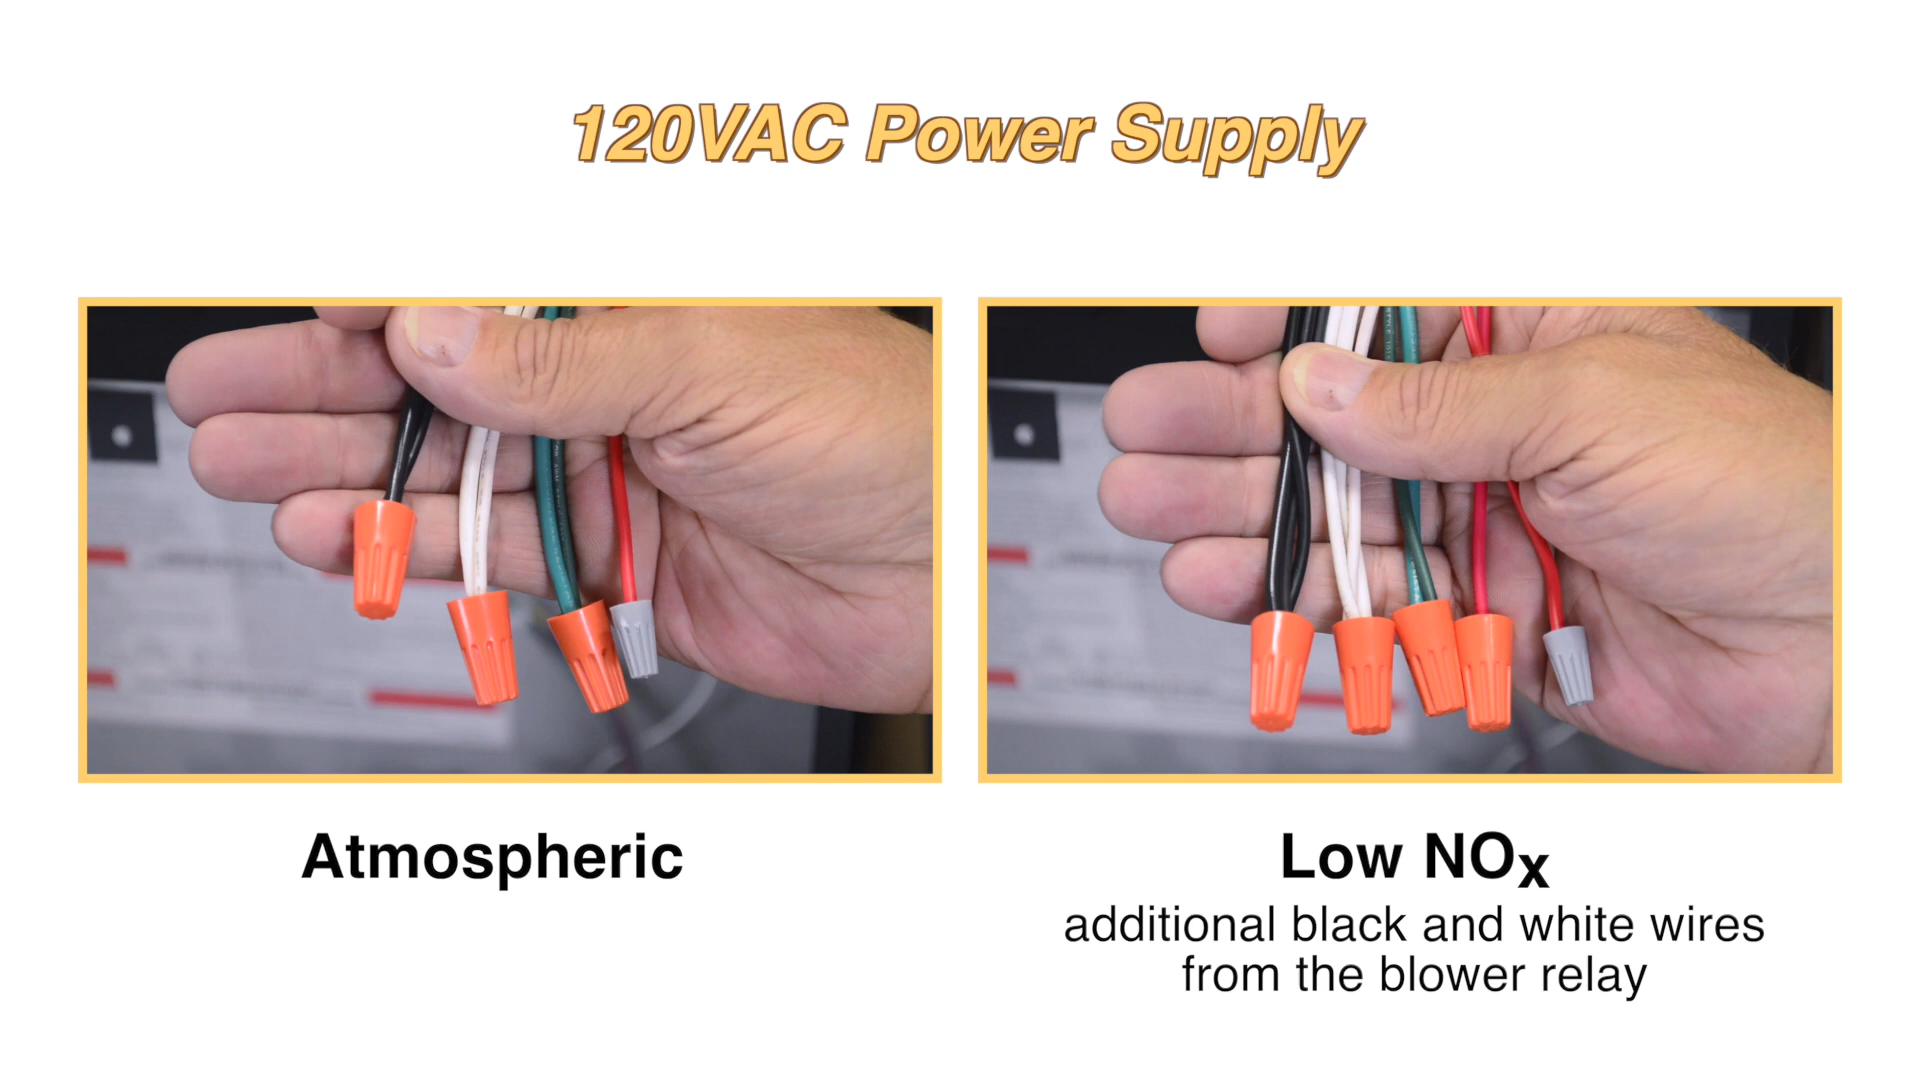 120VAC Power Supply
Atmospheric
Low NOx
additional black and white wires
from the blower relay